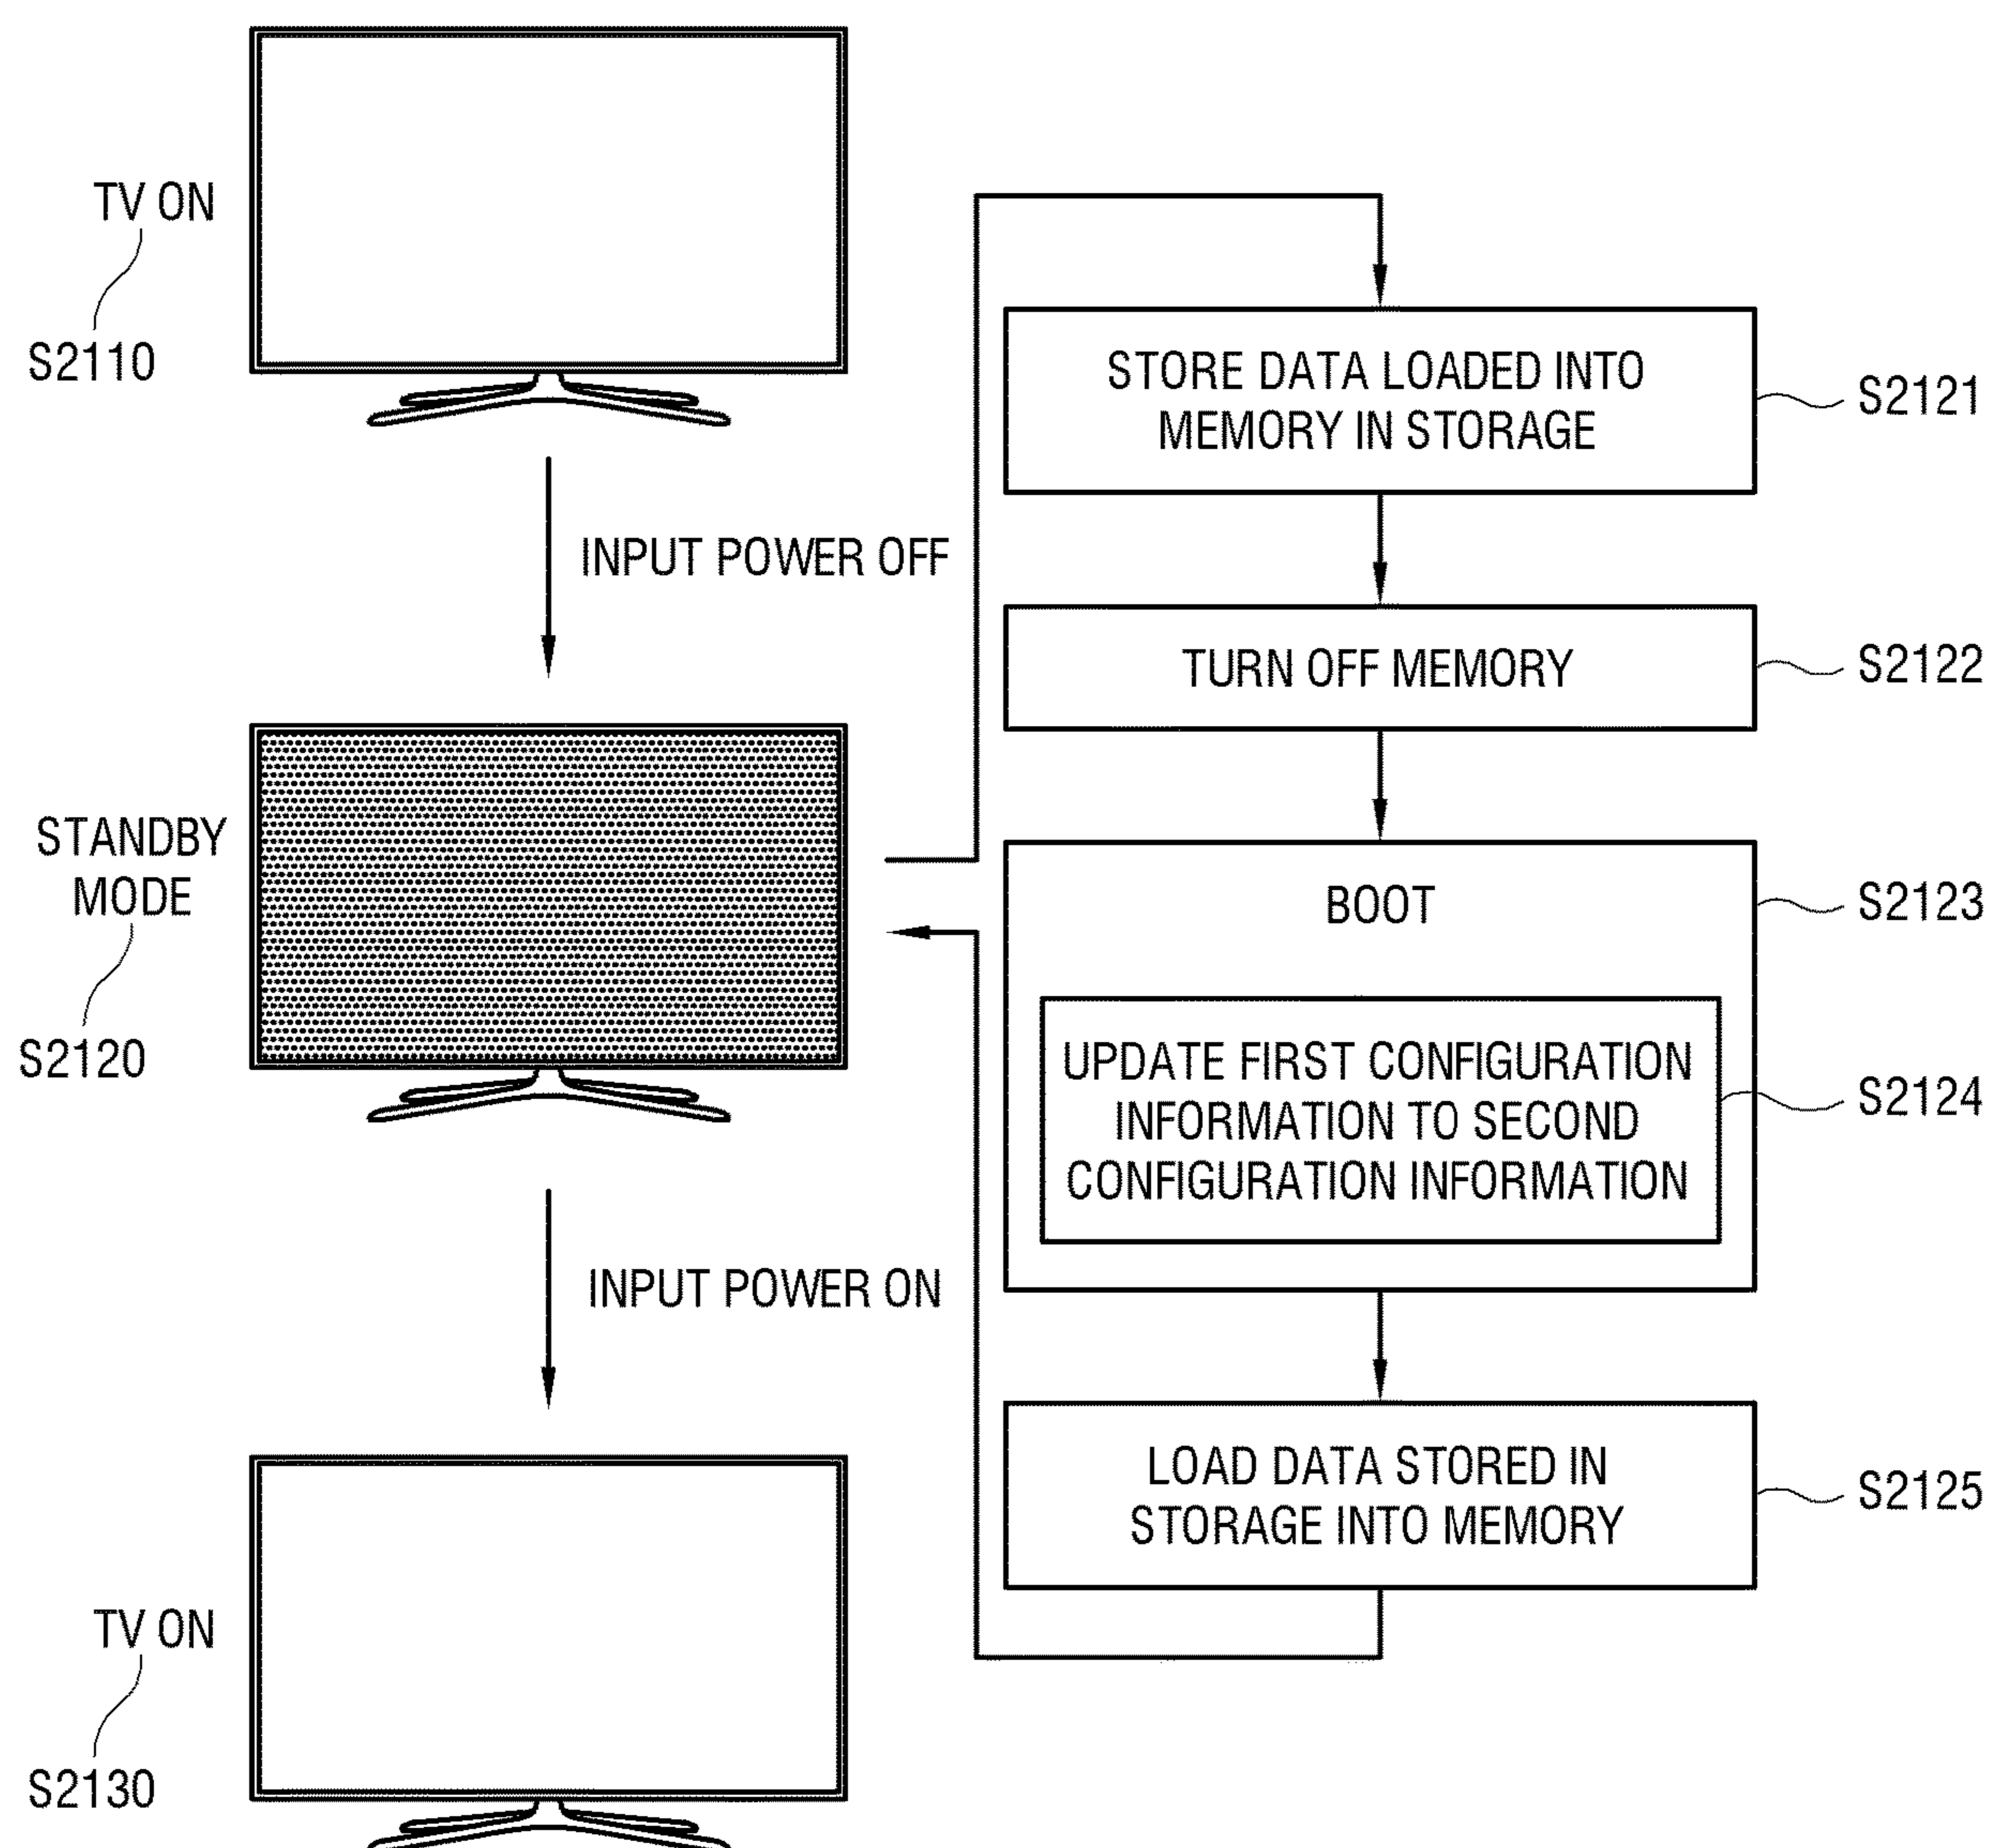 TV ON
S2110
INPUT POWER OFF
STANDBY
MODE
S2120
INPUT POWER ON
TV ON
S2130
STORE DATA LOADED INTO
MEMORY IN STORAGE
S2121
TURN OFF MEMORY
S2122
BOOT
S2123
UPDATE FIRST CONFIGURATION
INFORMATION TO SECOND
CONFIGURATION INFORMATION
S2124
LOAD DATA STORED IN
STORAGE INTO MEMORY
S2125